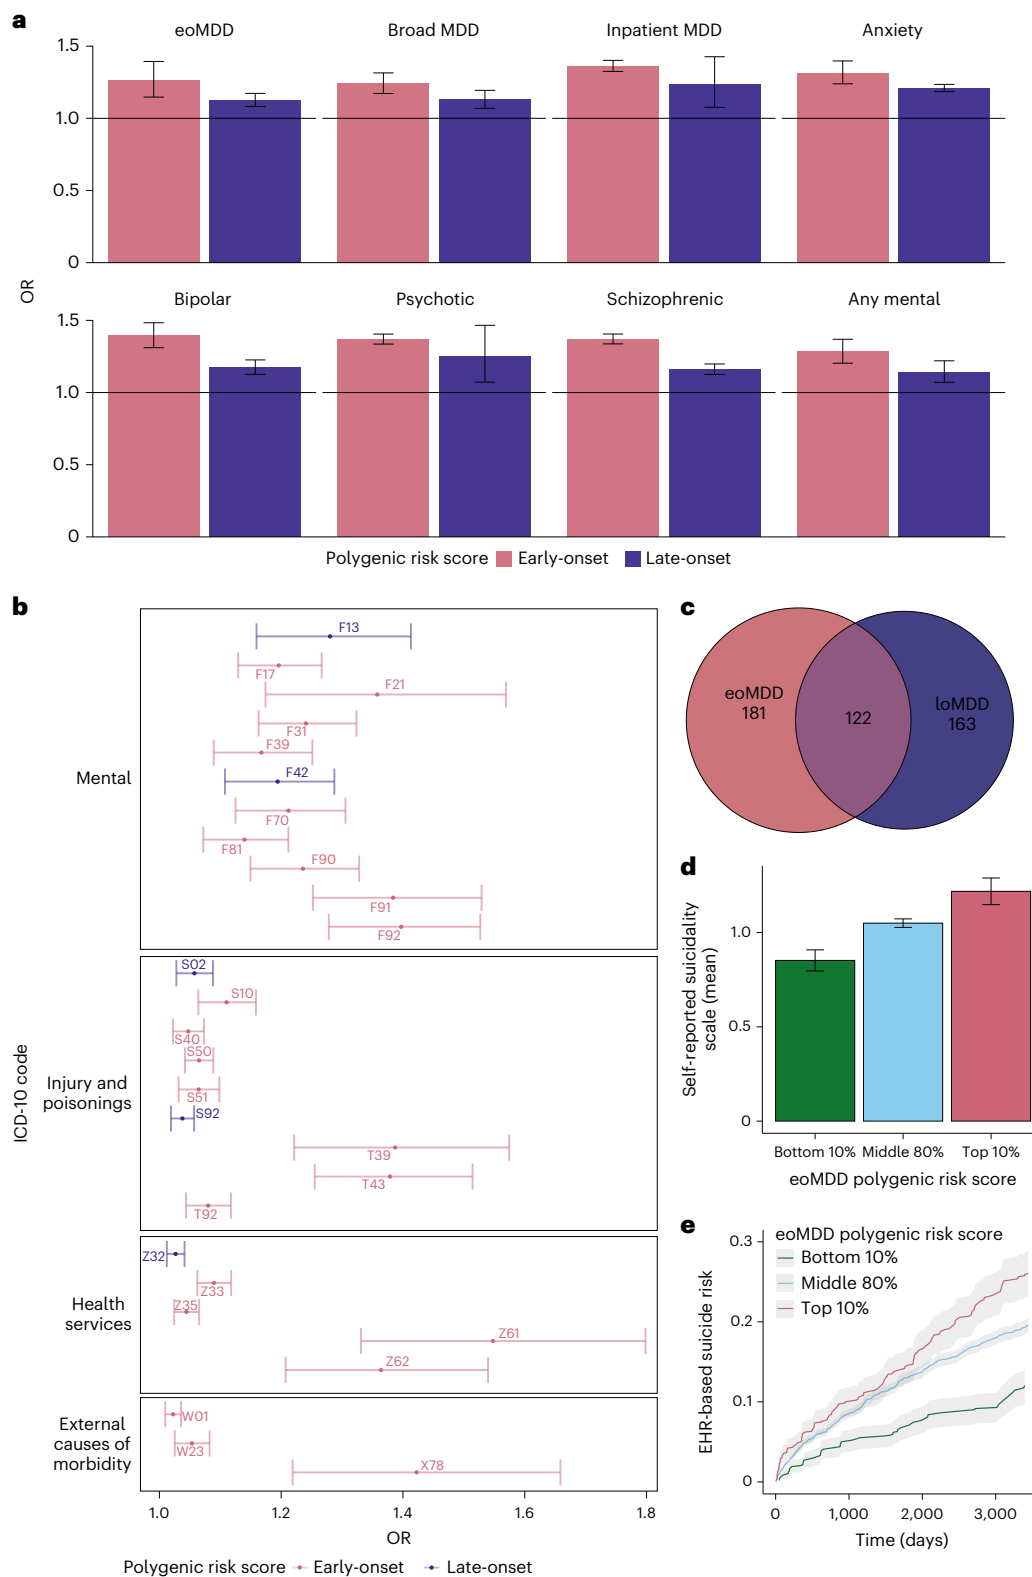 a
eoMDD Broad MDD Inpatient MDD Anxiety
1.5
1.0
0.5
0
OR
Bipolar Psychotic Schizophrenic Any mental
1.5
1.0
0.5
0
Polygenic risk score Early-onset Late-onset
b
Mental
F13
F17
F21
F31
F39
F42
F70
F81
F90
F91
F92
ICD-10 code
Injury and
poisonings
S02
S10
S40
S50
S51
S92
T39
T43
T92
Health
services
Z32
Z33
Z35
Z61
Z62
External
causes of
morbidity
W01
W23
X78
1.0 1.2 1.4 1.6 1.8
OR
Polygenic risk score Early-onset Late-onset
c
eoMDD
181
122
loMDD
163
d
Self-reported suicidality
scale (mean)
1.0
0.5
0
Bottom 10% Middle 80% Top 10%
eoMDD polygenic risk score
e
EHR-based suicide risk
0.3
0.2
0.1
0
eoMDD polygenic risk score
Bottom 10%
Middle 80%
Top 10%
0 1,000 2,000 3,000
Time (days)